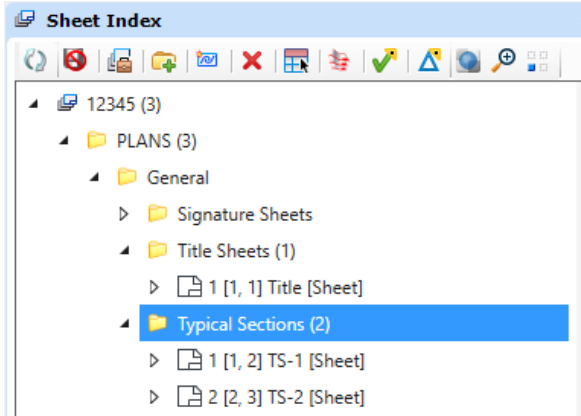 Sheet Index
12345 (3)
PLANS (3)
General
Signature Sheets
Title Sheets (1)
1 [1, 1] Title [Sheet]
Typical Sections (2)
1 [1, 2] TS-1 [Sheet]
2 [2, 3] TS-2 [Sheet]